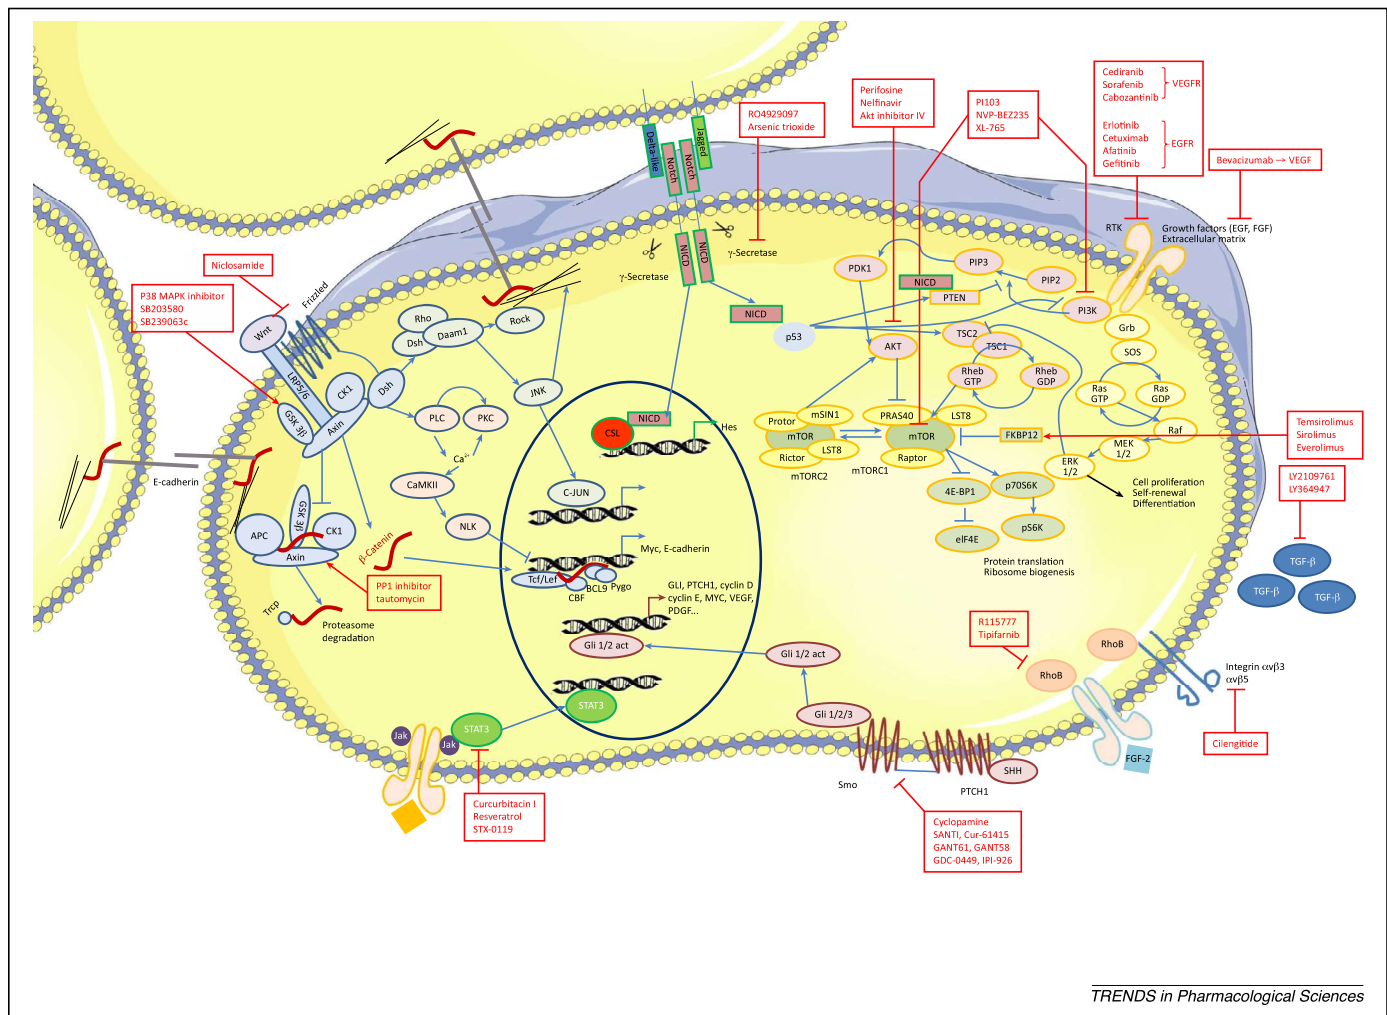 Cediranib
Sorafenib
Cabozantinib
VEGFR
Erlotinib
Cetuximab
Afatinib
Gefitinib
EGFR
Perifosine
Nelfinavir
Akt inhibitor IV
PI103
NVP-BEZ235
XL-765
RO4929097
Arsenic trioxide
Bevacizumab → VEGF
Delta-like
Notch
Notch
Jagged
NICD
NICD
γ-Secretase
γ-Secretase
RTK
Growth factors (EGF, FGF)
Extracellular matrix
Niclosamide
P38 MAPK inhibitor
SB203580
SB239063c
Frizzled
Wnt
LRP5/6
GSK 3β
CK1
Axin
Dsh
Rho
Dsh
Daam1
Rock
JNK
PLC
PKC
Ca²⁺
CaMKII
NLK
NICD
p53
PDK1
PIP3
PIP2
NICD
PTEN
PI3K
Grb
SOS
AKT
TSC2
TSC1
Rheb
GTP
Rheb
GDP
Ras
GTP
Ras
GDP
Raf
MEK
1/2
ERK
1/2
mSIN1
Protor
mTOR
LST8
Rictor
mTORC2
PRAS40
LST8
mTOR
Raptor
mTORC1
FKBP12
Temsirolimus
Sirolimus
Everolimus
Cell proliferation
Self-renewal
Differentiation
4E-BP1
p70S6K
eIF4E
pS6K
Protein translation
Ribosome biogenesis
LY2109761
LY364947
TGF-β
TGF-β
TGF-β
NICD
CSL
Hes
C-JUN
E-cadherin
APC
GSK 3β
CK1
Axin
β-Catenin
PP1 inhibitor
tautomycin
Trcp
Proteasome
degradation
Myc, E-cadherin
Tcf/Lef
CBF
BCL9
Pygo
GLI, PTCH1, cyclin D
cyclin E, MYC, VEGF,
PDGF...
Gli 1/2 act
Gli 1/2 act
Gli 1/2/3
STAT3
STAT3
Jak
Jak
Curcurbitacin I
Resveratrol
STX-0119
Smo
PTCH1
SHH
Cyclopamine
SANTI, Cur-61415
GANT61, GANT58
GDC-0449, IPI-926
R115777
Tipifarnib
RhoB
RhoB
Integrin αvβ3
αvβ5
FGF-2
Cilengitide
TRENDS in Pharmacological Sciences